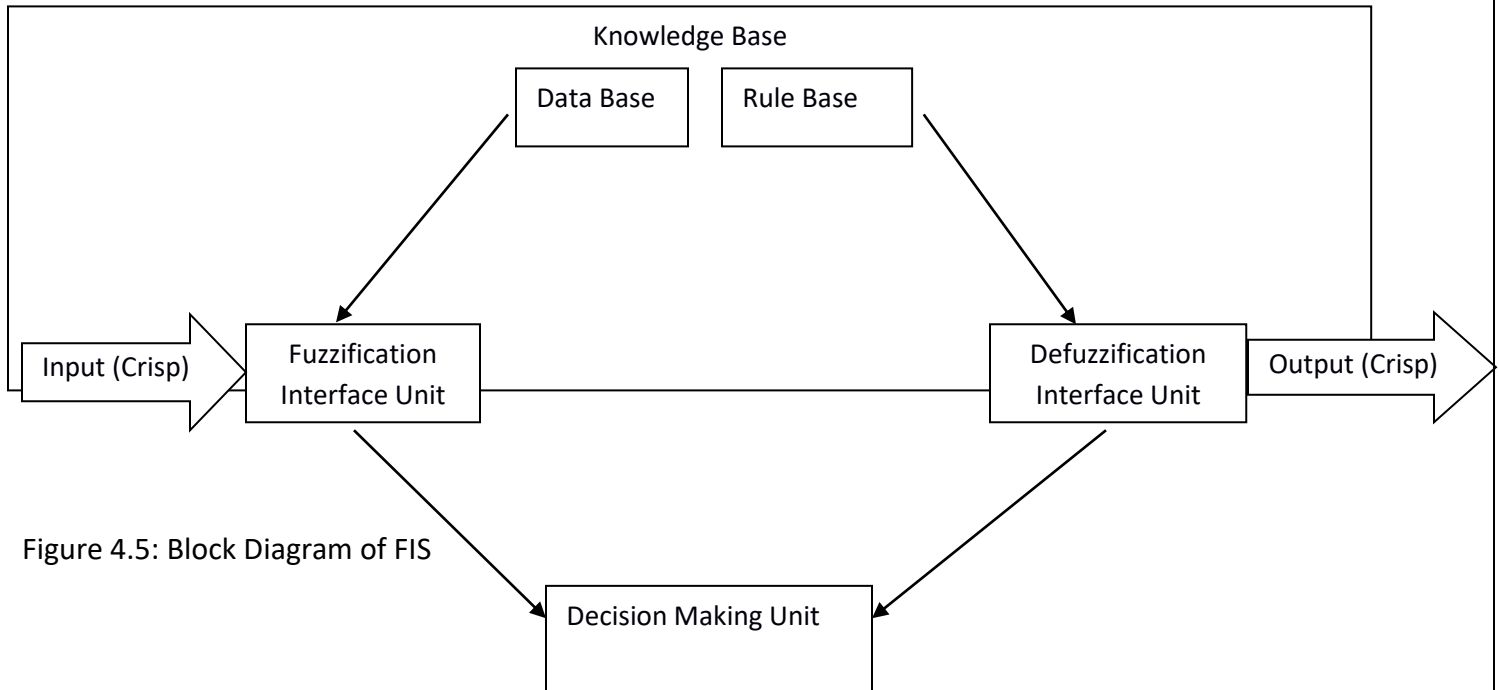 Knowledge Base
Data Base
Rule Base
Input (Crisp)
Fuzzification
Interface Unit
Defuzzification
Interface Unit
Output (Crisp)
Figure 4.5: Block Diagram of FIS
Decision Making Unit